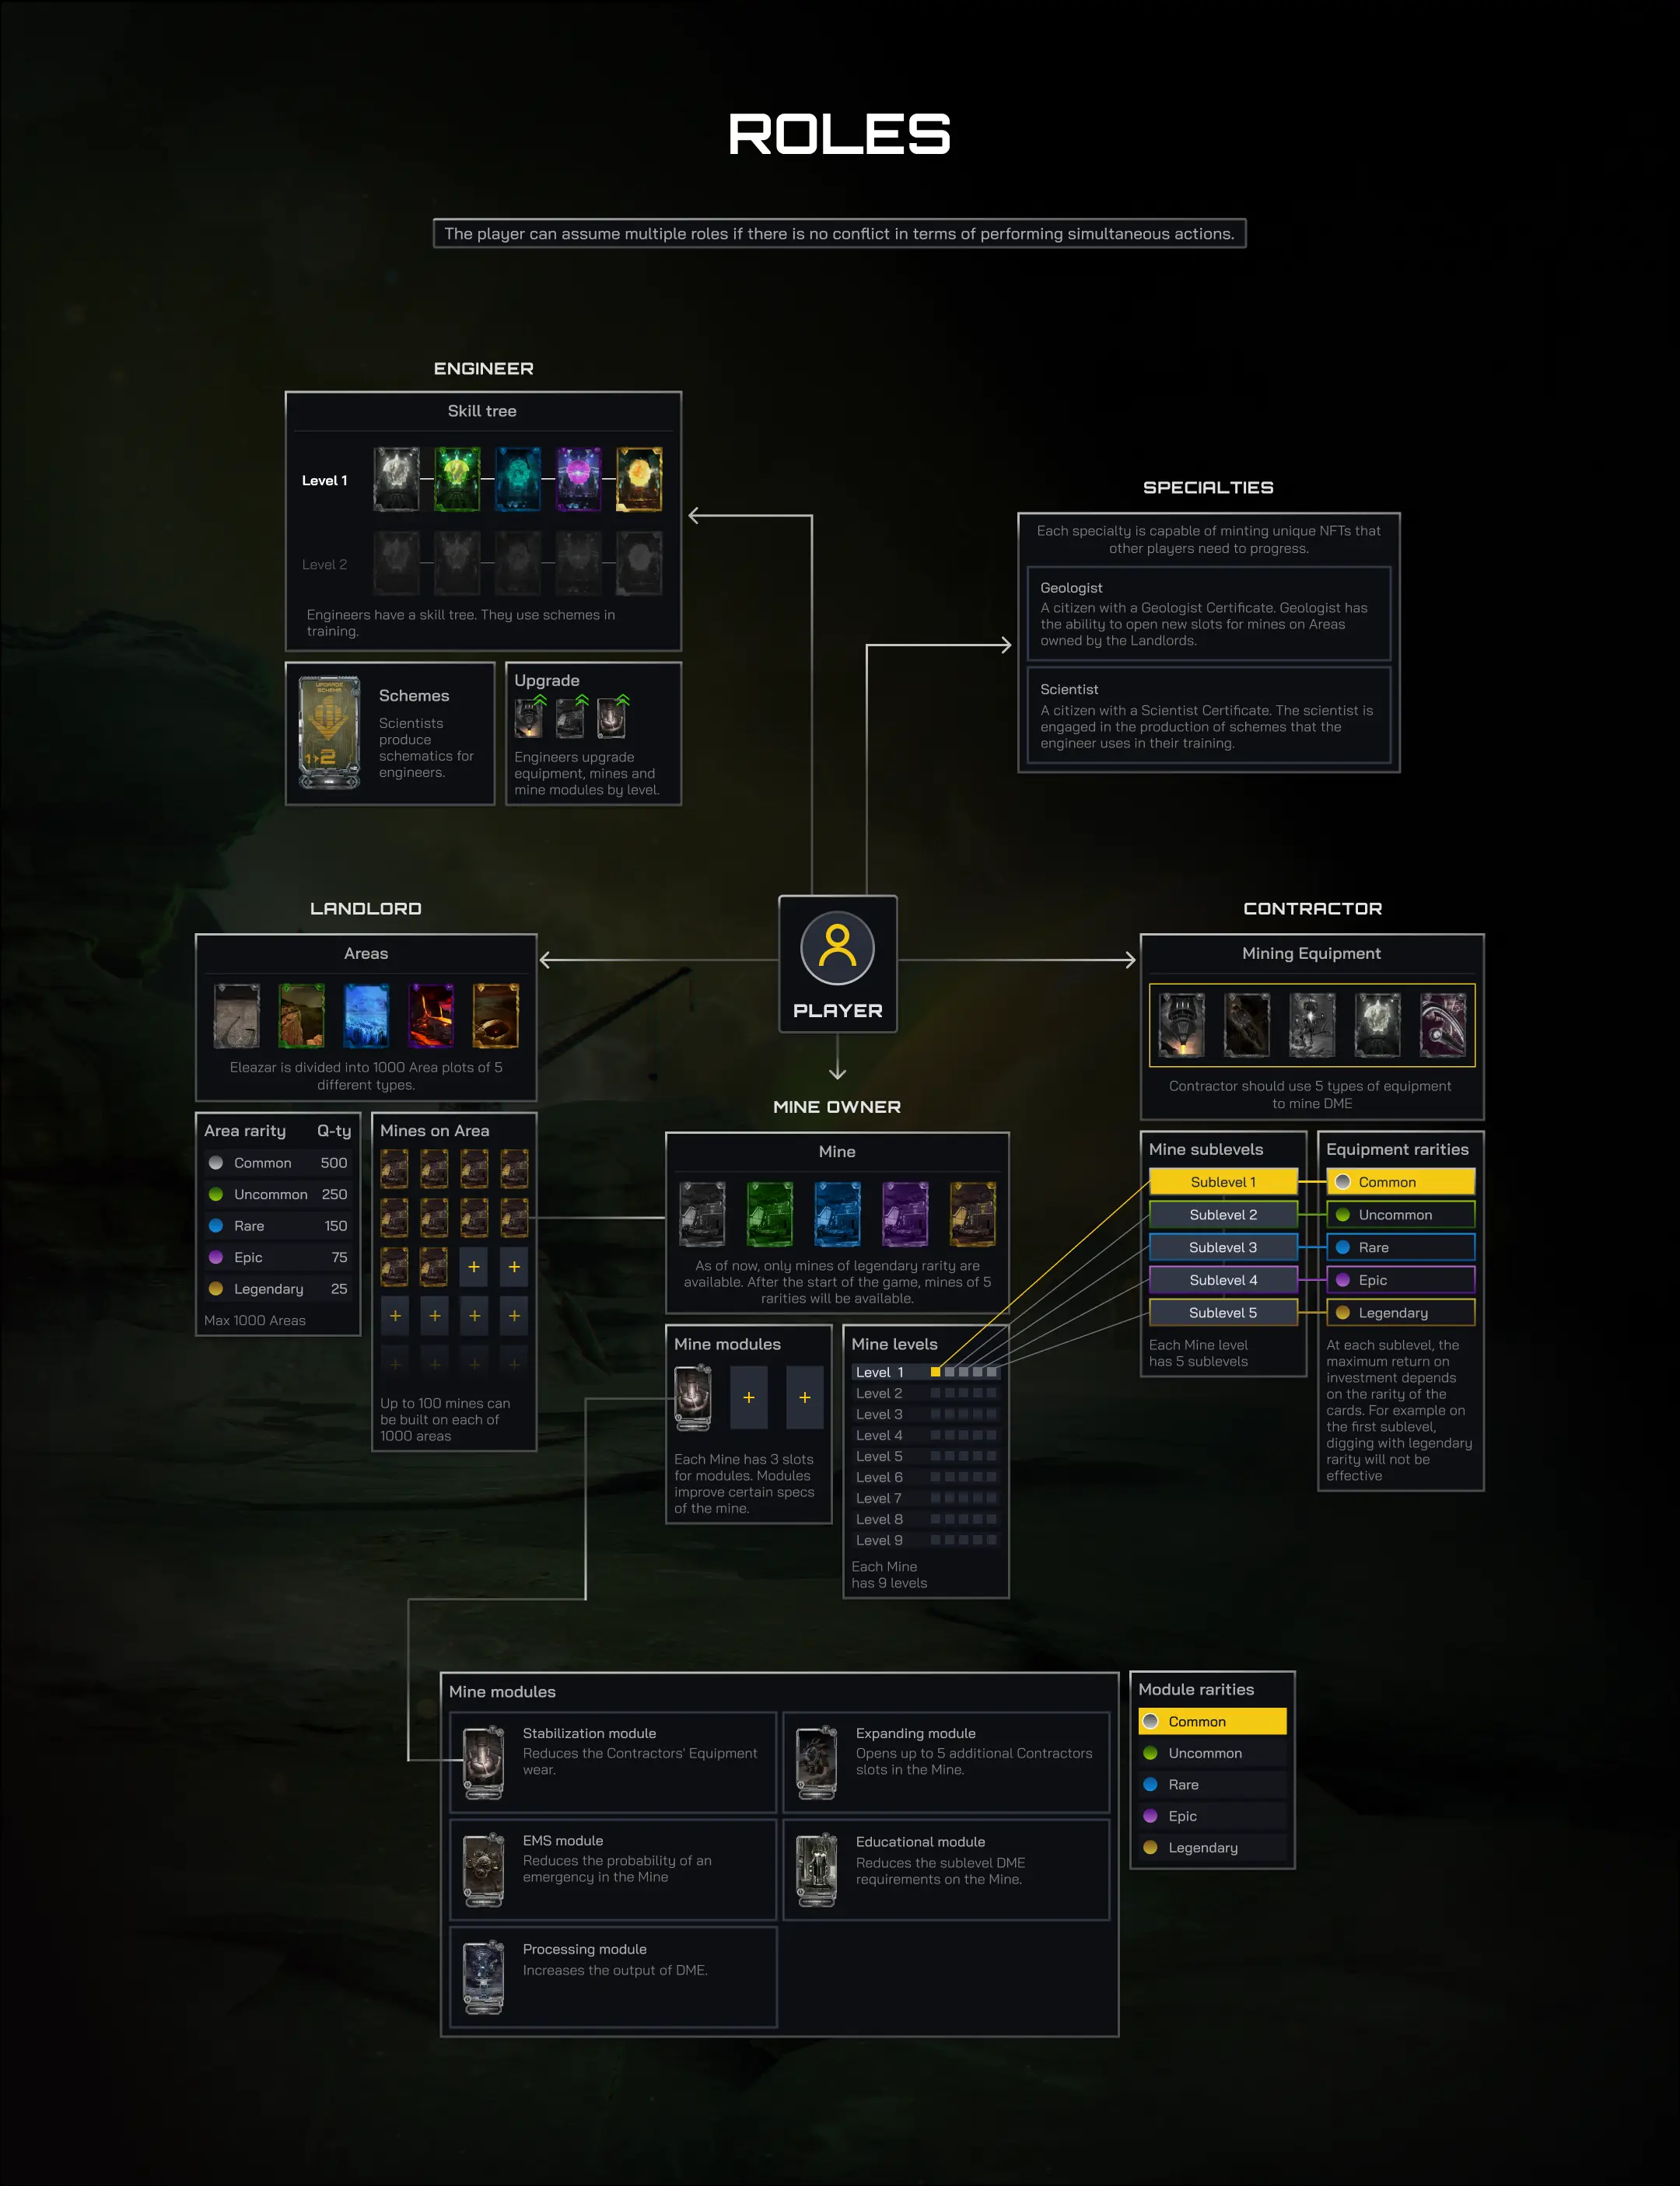 ROLES
The player can assume multiple roles if there is no conflict in terms of performing simultaneous actions.
ENGINEER
Skill tree
Level 1
Level 2
Engineers have a skill tree. They use schemes in
training.
UPGRADE
SCHEMA
1>2
Schemes
Scientists
produce
schematics for
engineers.
Upgrade
Engineers upgrade
equipment, mines and
mine modules by level.
SPECIALTIES
Each specialty is capable of minting unique NFTs that
other players need to progress.
Geologist
A citizen with a Geologist Certificate. Geologist has
the ability to open new slots for mines on Areas
owned by the Landlords.
Scientist
A citizen with a Scientist Certificate. The scientist is
engaged in the production of schemes that the
engineer uses in their training.
PLAYER
LANDLORD
Areas
Eleazar is divided into 1000 Area plots of 5
different types.
Area rarity Q-ty
Common 500
Uncommon 250
Rare 150
Epic 75
Legendary 25
Max 1000 Areas
Mines on Area
+ +
+ + + +
+ + + +
Up to 100 mines can
be built on each of
1000 areas
MINE OWNER
Mine
As of now, only mines of legendary rarity are
available. After the start of the game, mines of 5
rarities will be available.
Mine modules
+ +
Each Mine has 3 slots
for modules. Modules
improve certain specs
of the mine.
Mine levels
Level 1
Level 2
Level 3
Level 4
Level 5
Level 6
Level 7
Level 8
Level 9
Each Mine
has 9 levels
CONTRACTOR
Mining Equipment
Contractor should use 5 types of equipment
to mine DME
Mine sublevels
Sublevel 1
Sublevel 2
Sublevel 3
Sublevel 4
Sublevel 5
Each Mine level
has 5 sublevels
Equipment rarities
Common
Uncommon
Rare
Epic
Legendary
At each sublevel, the
maximum return on
investment depends
on the rarity of the
cards. For example on
the first sublevel,
digging with legendary
rarity will not be
effective
Mine modules
Stabilization module
Reduces the Contractors' Equipment
wear.
Expanding module
Opens up to 5 additional Contractors
slots in the Mine.
EMS module
Reduces the probability of an
emergency in the Mine
Educational module
Reduces the sublevel DME
requirements on the Mine.
Processing module
Increases the output of DME.
Module rarities
Common
Uncommon
Rare
Epic
Legendary